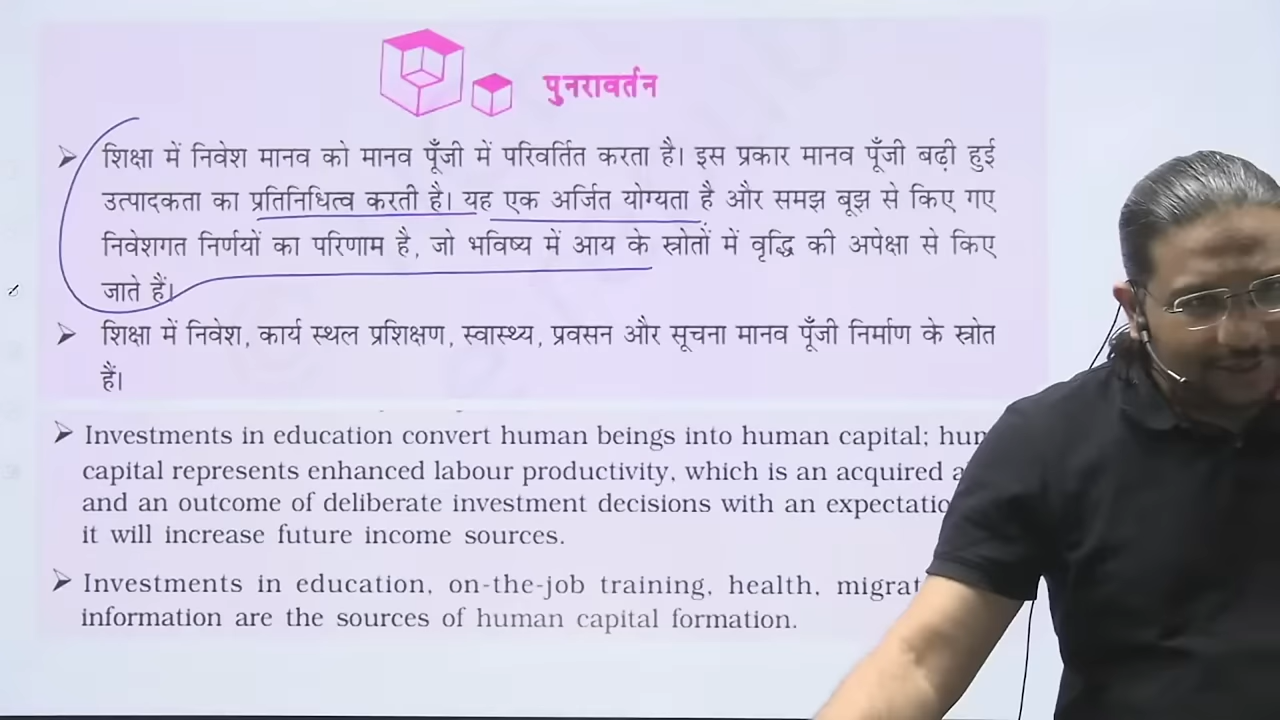 पुनरावर्तन
➤ शिक्षा में निवेश मानव को मानव पूँजी में परिवर्तित करता है। इस प्रकार मानव पूँजी बढ़ी हुई
उत्पादकता का प्रतिनिधित्व करती है। यह एक अर्जित योग्यता है और समझ बूझ से किए गए
निवेशगत निर्णयों का परिणाम है, जो भविष्य में आय के स्त्रोतों में वृद्धि की अपेक्षा से किए
जाते हैं।
➤ शिक्षा में निवेश, कार्य स्थल प्रशिक्षण, स्वास्थ्य, प्रवसन और सूचना मानव पूँजी निर्माण के स्त्रोत
हैं।
➤ Investments in education convert human beings into human capital;
capital represents enhanced labour productivity, which is an acquired
and an outcome of deliberate investment decisions with an
it will increase future income sources.
➤ Investments in education, on-the-job training, health,
information are the sources of human capital formation.